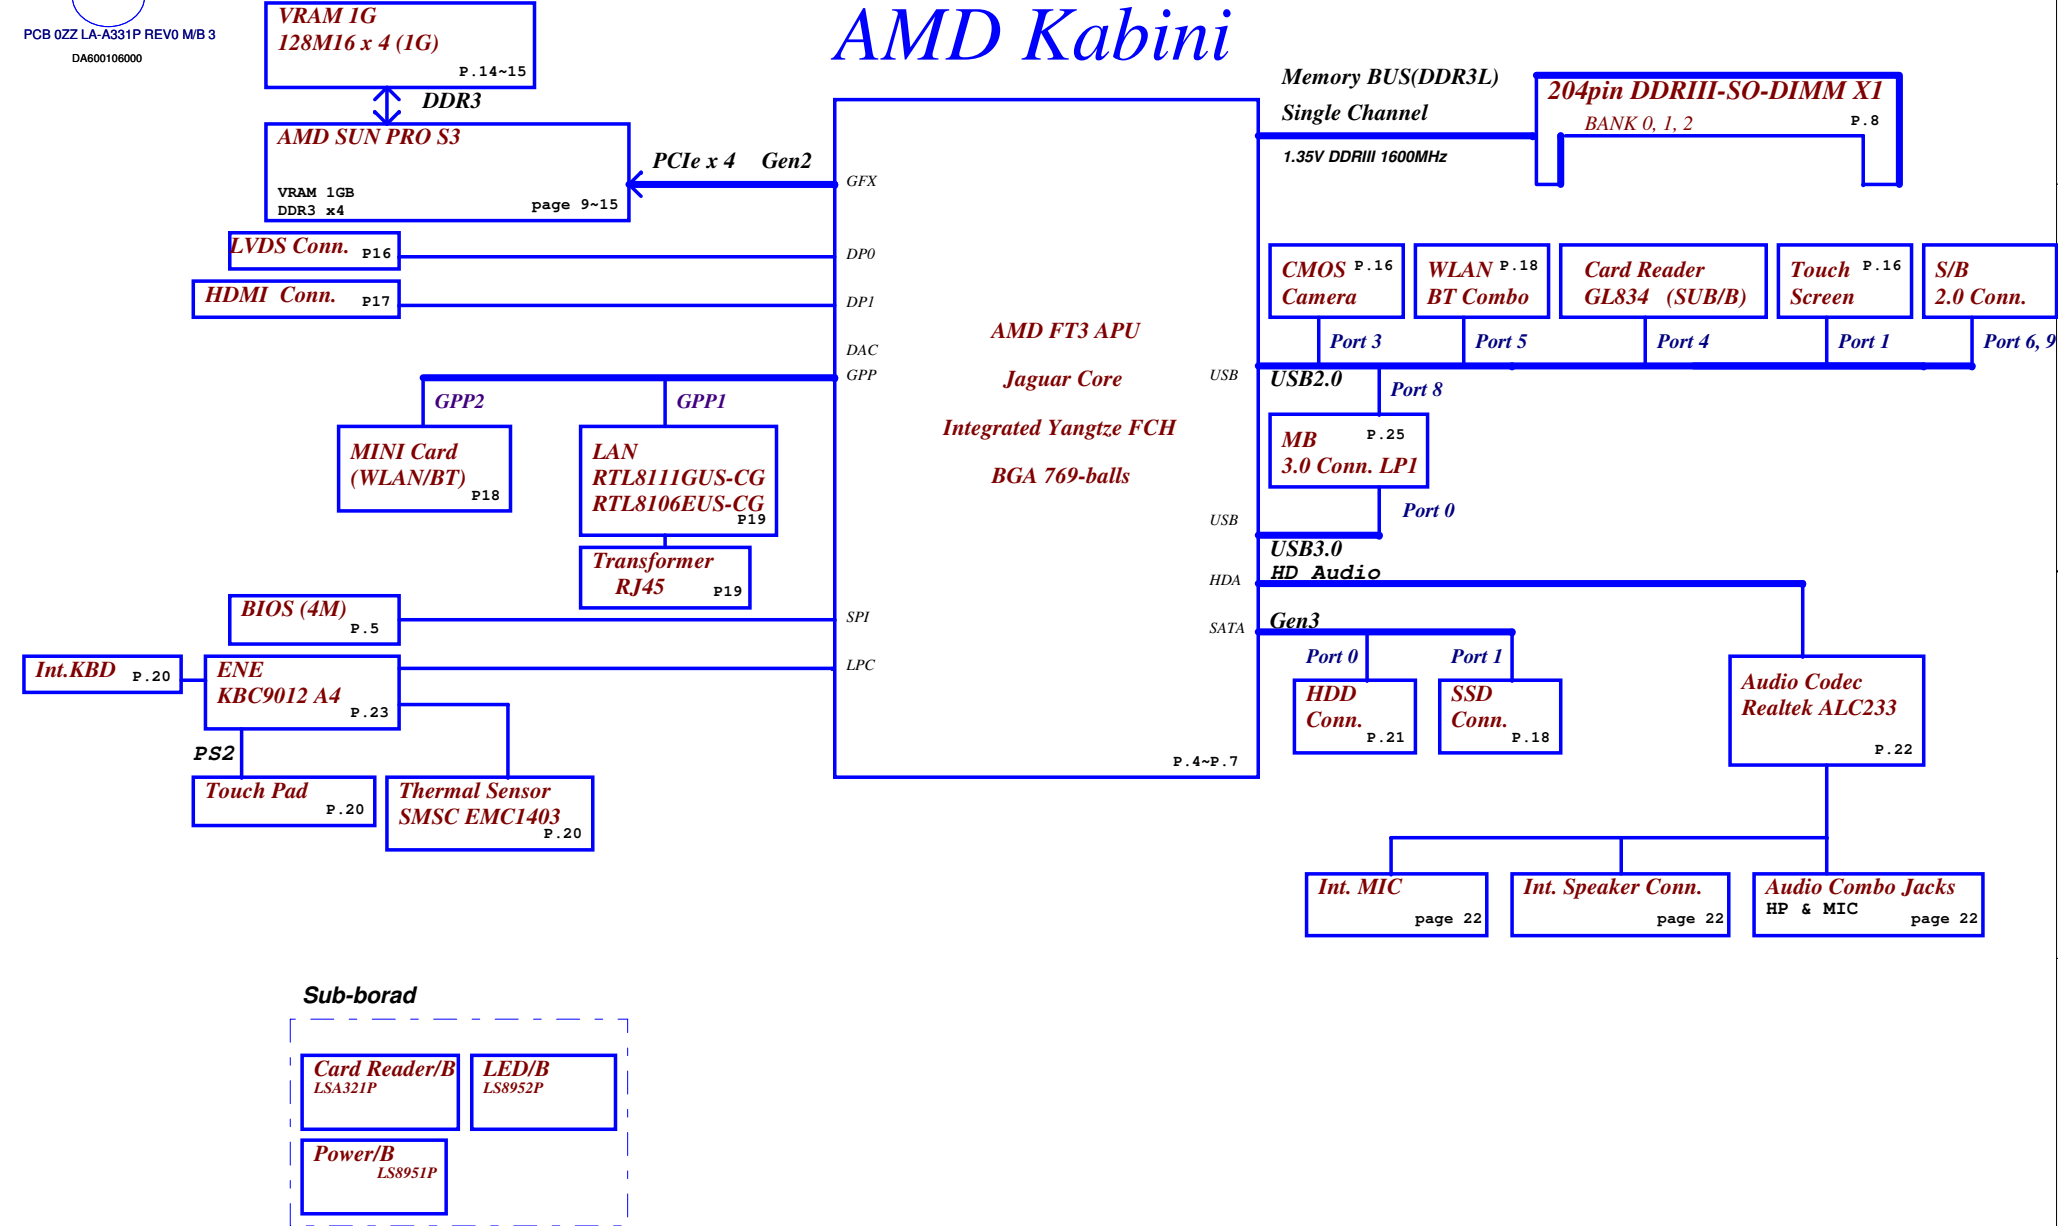 AMD Kabini
PCB 0ZZ LA-A331P REV0 M/B 3
DA600106000
VRAM 1G
128M16 x 4 (1G)
P.14~15
DDR3
AMD SUN PRO S3
VRAM 1GB
DDR3 x4
page 9~15
PCIe x 4 Gen2
GFX
LVDS Conn. P16
DP0
HDMI Conn. P17
DP1
DAC
GPP
GPP2
GPP1
MINI Card
(WLAN/BT)
P18
LAN
RTL8111GUS-CG
RTL8106EUS-CG
P19
Transformer
RJ45
P19
BIOS (4M)
P.5
SPI
Int.KBD P.20
ENE
KBC9012 A4
P.23
LPC
PS2
Touch Pad
P.20
Thermal Sensor
SMSC EMC1403
P.20
AMD FT3 APU
Jaguar Core
Integrated Yangtze FCH
BGA 769-balls
P.4~P.7
Memory BUS(DDR3L)
Single Channel
1.35V DDRIII 1600MHz
204pin DDRIII-SO-DIMM X1
BANK 0, 1, 2
P.8
CMOS P.16
Camera
WLAN P.18
BT Combo
Card Reader
GL834 (SUB/B)
Touch P.16
Screen
S/B
2.0 Conn.
Port 3
Port 5
Port 4
Port 1
Port 6, 9
USB
USB2.0
Port 8
MB
P.25
3.0 Conn. LP1
Port 0
USB
USB3.0
HD Audio
HDA
SATA
Gen3
Port 0
Port 1
HDD
Conn.
P.21
SSD
Conn.
P.18
Audio Codec
Realtek ALC233
P.22
Int. MIC
page 22
Int. Speaker Conn.
page 22
Audio Combo Jacks
HP & MIC
page 22
Sub-borad
Card Reader/B
LSA321P
LED/B
LS8952P
Power/B
LS8951P